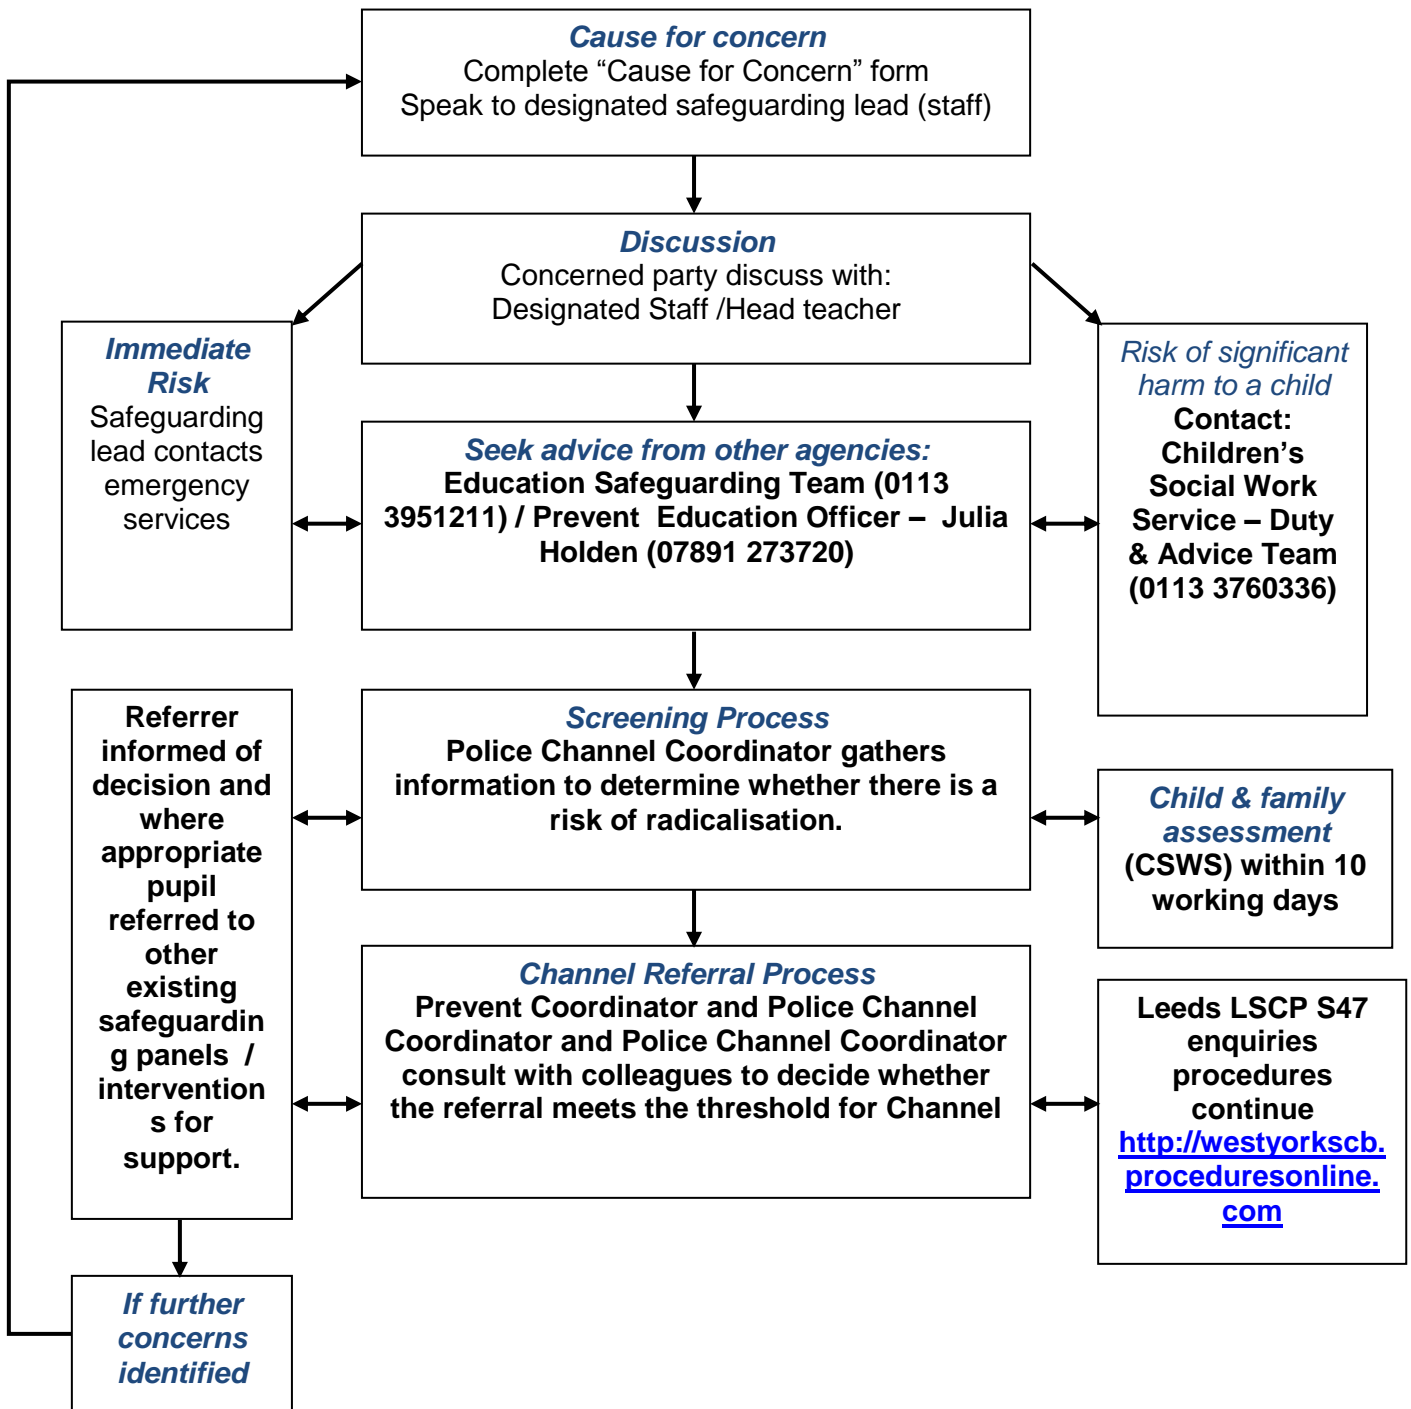 Cause for concern
Complete “Cause for Concern” form
Speak to designated safeguarding lead (staff)
Discussion
Concerned party discuss with:
Designated Staff /Head teacher
Immediate
Risk
Safeguarding
lead contacts
emergency
services
Seek advice from other agencies:
Education Safeguarding Team (0113
3951211) / Prevent  Education Officer –  Julia
Holden (07891 273720)
Risk of significant
harm to a child
Contact:
Children’s
Social Work
Service – Duty
& Advice Team
(0113 3760336)
Referrer
informed of
decision and
where
appropriate
pupil
referred to
other
existing
safeguardin
g panels  /
intervention
s for
support.
Screening Process
Police Channel Coordinator gathers
information to determine whether there is a
risk of radicalisation.
Child & family
assessment
(CSWS) within 10
working days
Channel Referral Process
Prevent Coordinator and Police Channel
Coordinator and Police Channel Coordinator
consult with colleagues to decide whether
the referral meets the threshold for Channel
Leeds LSCP S47
enquiries
procedures
continue
http://westyorkscb.
proceduresonline.
com
If further
concerns
identified